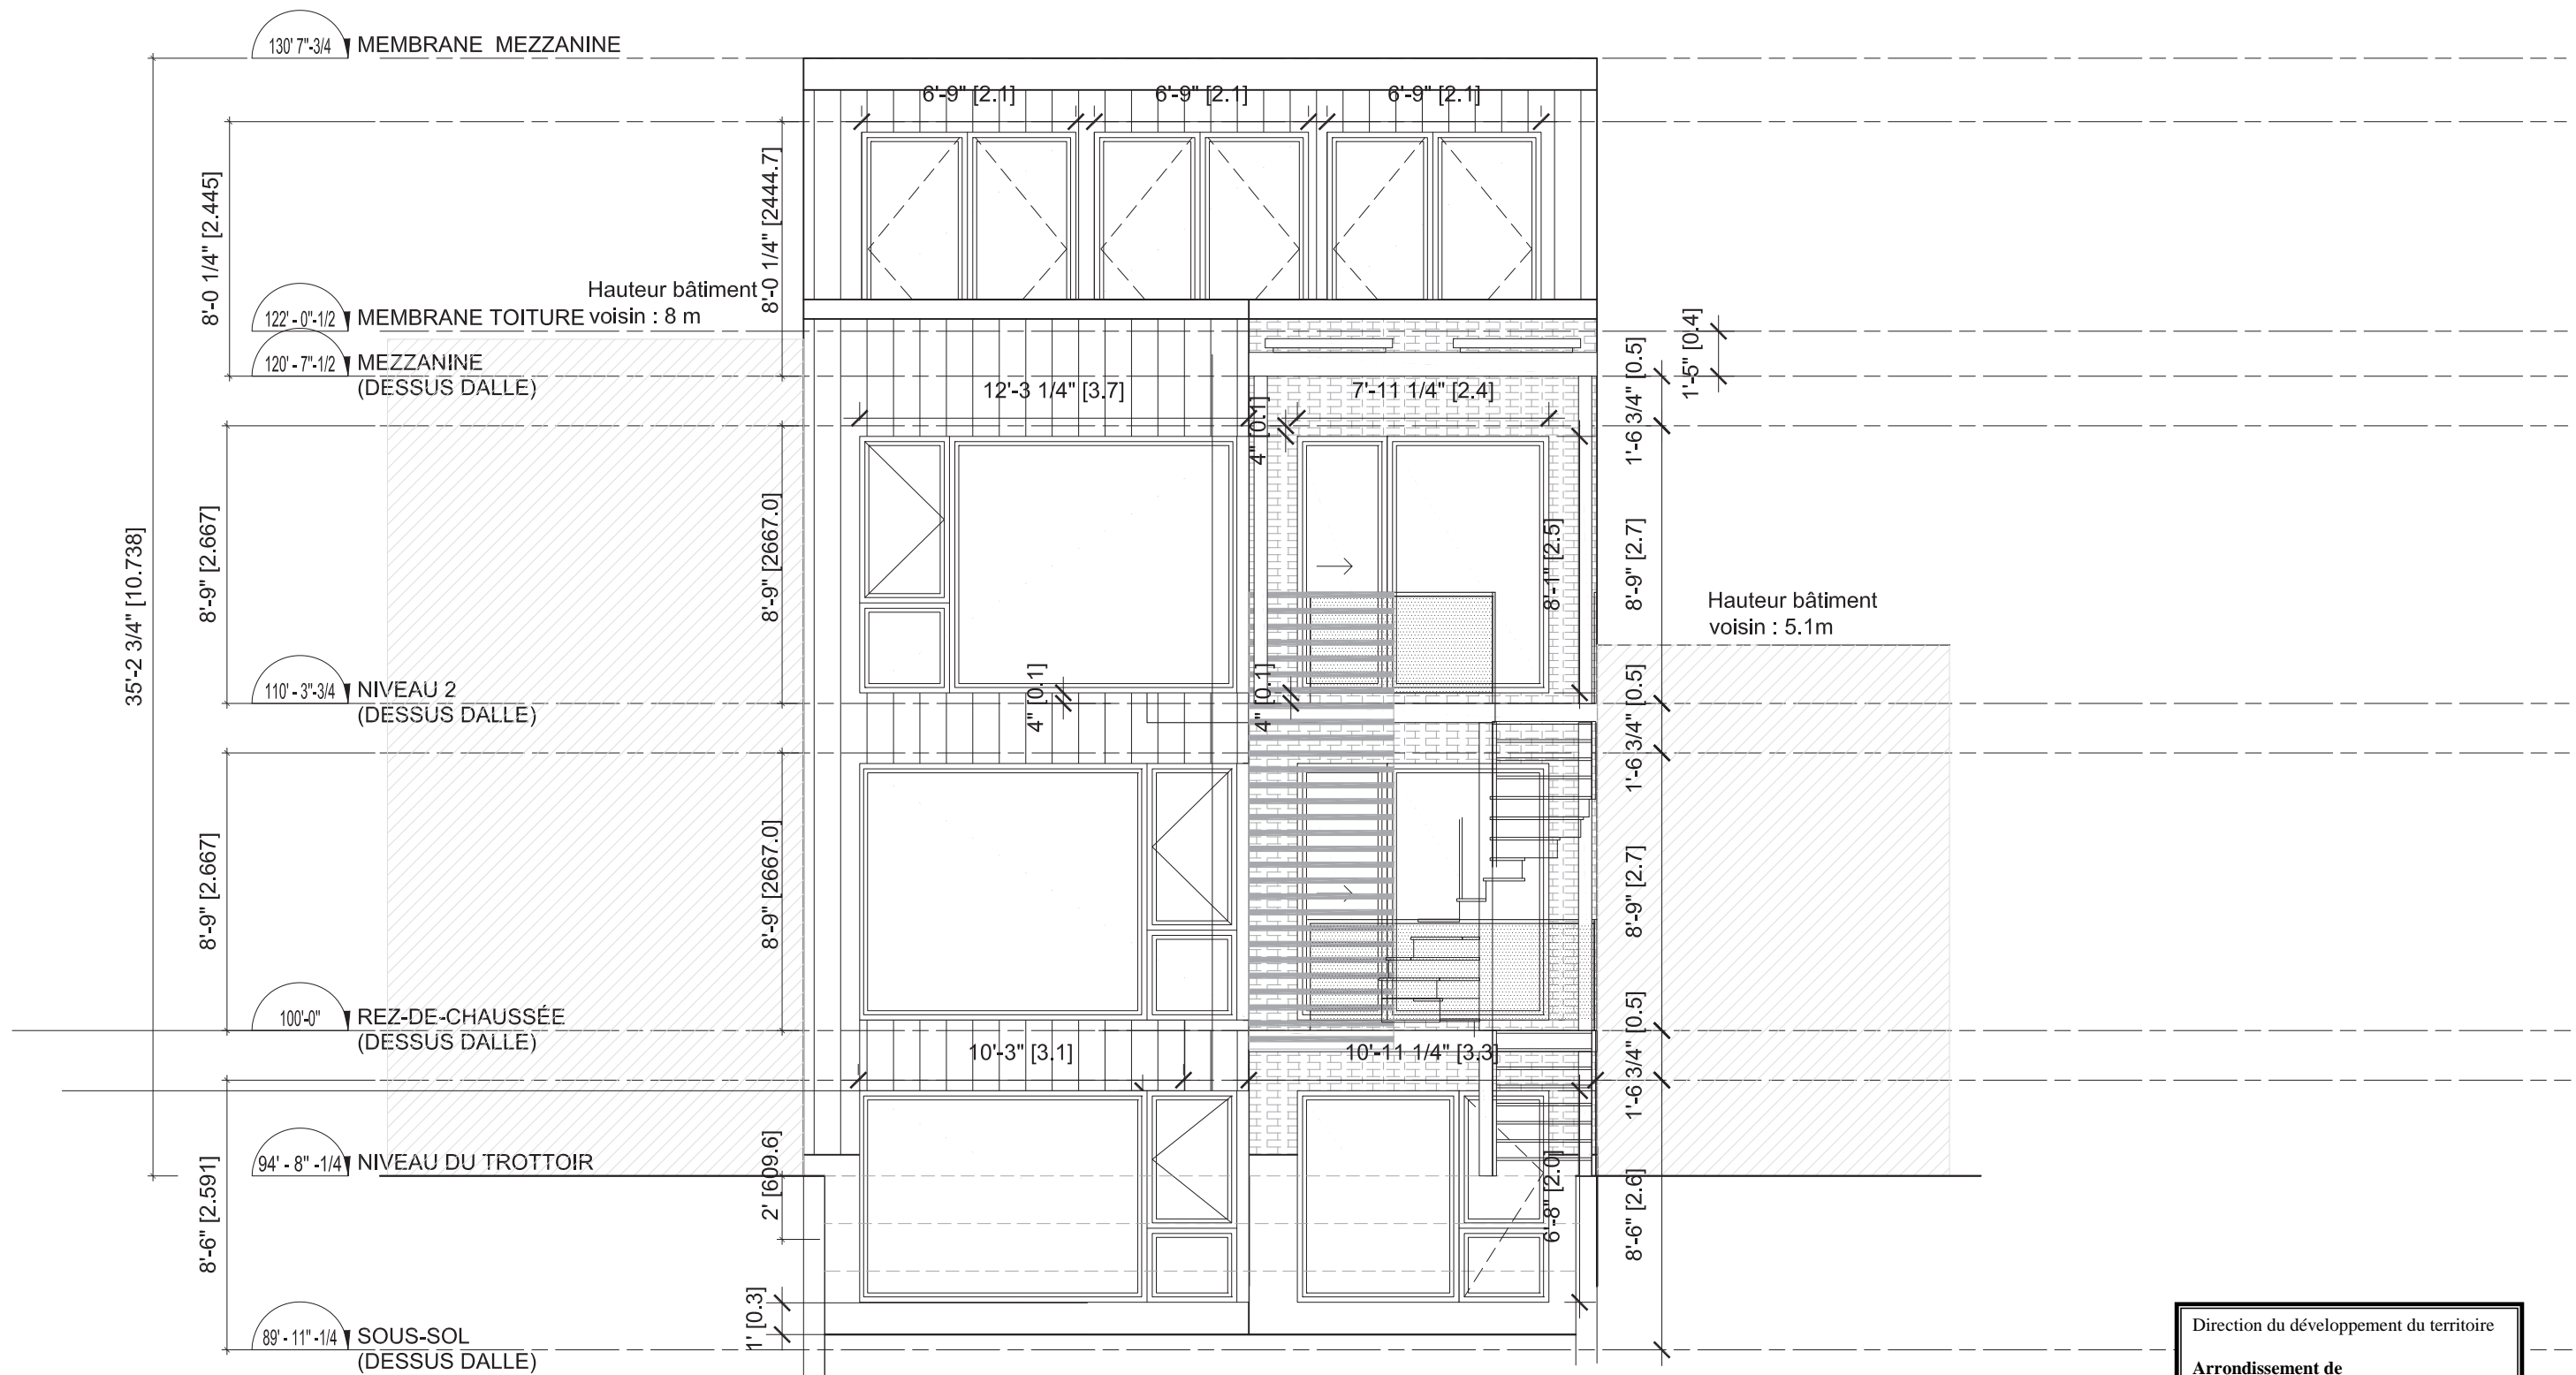 130' 7"-3/4 MEMBRANE MEZZANINE
6'-9" [2.1] 6'-9" [2.1] 6'-9" [2.1]
8'-0 1/4" [2.445]
8'-0 1/4" [2444.7]
Hauteur bâtiment
voisin : 8 m
122' - 0"-1/2 MEMBRANE TOITURE
120' - 7"-1/2 MEZZANINE
(DESSUS DALLE)
12'-3 1/4" [3.7]
7'-11 1/4" [2.4]
4" [0.1]
1'-6 3/4" [0.5]
1'-5" [0.4]
35'-2 3/4" [10.738]
8'-9" [2.667]
8'-9" [2667.0]
8'-1" [2.5]
8'-9" [2.7]
Hauteur bâtiment
voisin : 5.1m
110' - 3"-3/4 NIVEAU 2
(DESSUS DALLE)
4" [0.1]
4" [0.1]
1'-6 3/4" [0.5]
8'-9" [2.667]
8'-9" [2667.0]
8'-9" [2.7]
100'-0" REZ-DE-CHAUSSÉE
(DESSUS DALLE)
10'-3" [3.1]
10'-11 1/4" [3.3]
1'-6 3/4" [0.5]
94' - 8" -1/4 NIVEAU DU TROTTOIR
8'-6" [2.591]
2' [609.6]
6'-8" [2.0]
8'-6" [2.6]
1' [0.3]
89' - 11" -1/4 SOUS-SOL
(DESSUS DALLE)
Direction du développement du territoire
Arrondissement de